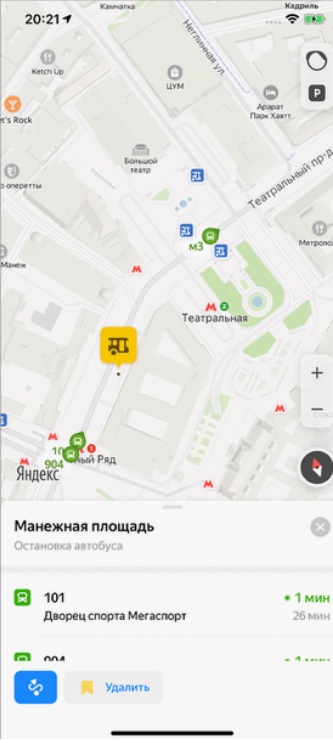 20:21
Камчатка
Кадриль
Неглинная ул.
Ketch Up
ЦУМ
P
et's Rock
Арарат
Парк Хаятт
Большой
театр
Театральный пр-д
о оперетты
м3
Метропо
Манеж
2
Театральная
+
−
10
1
904
ный Ряд
Яндекс
Манежная площадь
Остановка автобуса
101
1 мин
Дворец спорта Мегаспорт
26 мин
904
1 мин
Удалить